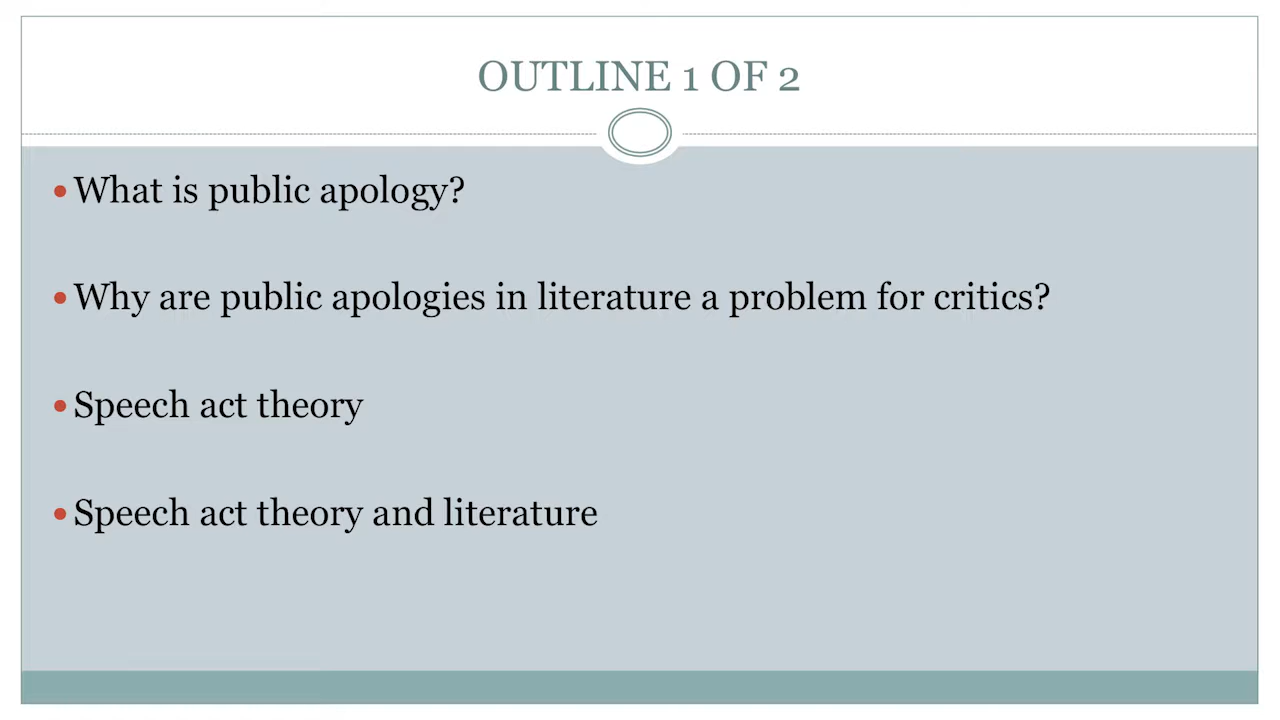 OUTLINE 1 OF 2
• What is public apology?
• Why are public apologies in literature a problem for critics?
• Speech act theory
• Speech act theory and literature